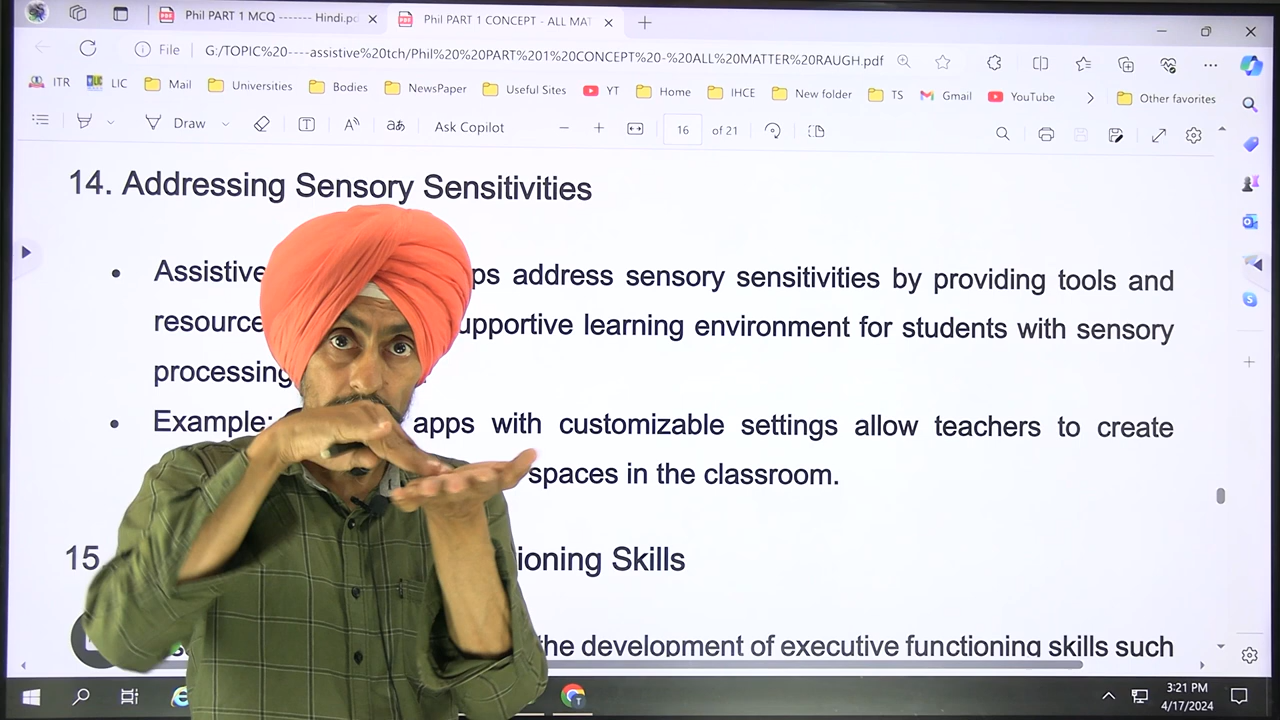 Phil PART 1 MCQ ------- Hindi.pd
Phil PART 1 CONCEPT - ALL MAT
File
G:/TOPIC%20----assistive%20tch/Phil%20%20PART%201%20CONCEPT%20-%20ALL%20MATTER%20RAUGH.pdf
ITR LIC Mail Universities Bodies NewsPaper Useful Sites YT Home IHCE New folder TS Gmail YouTube Other favorites
Draw Ask Copilot 16 of 21
14. Addressing Sensory Sensitivities
• Assistive ps address sensory sensitivities by providing tools and
resource upportive learning environment for students with sensory
processing
• Example: apps with customizable settings allow teachers to create
spaces in the classroom.
15 ioning Skills
the development of executive functioning skills such
3:21 PM
4/17/2024